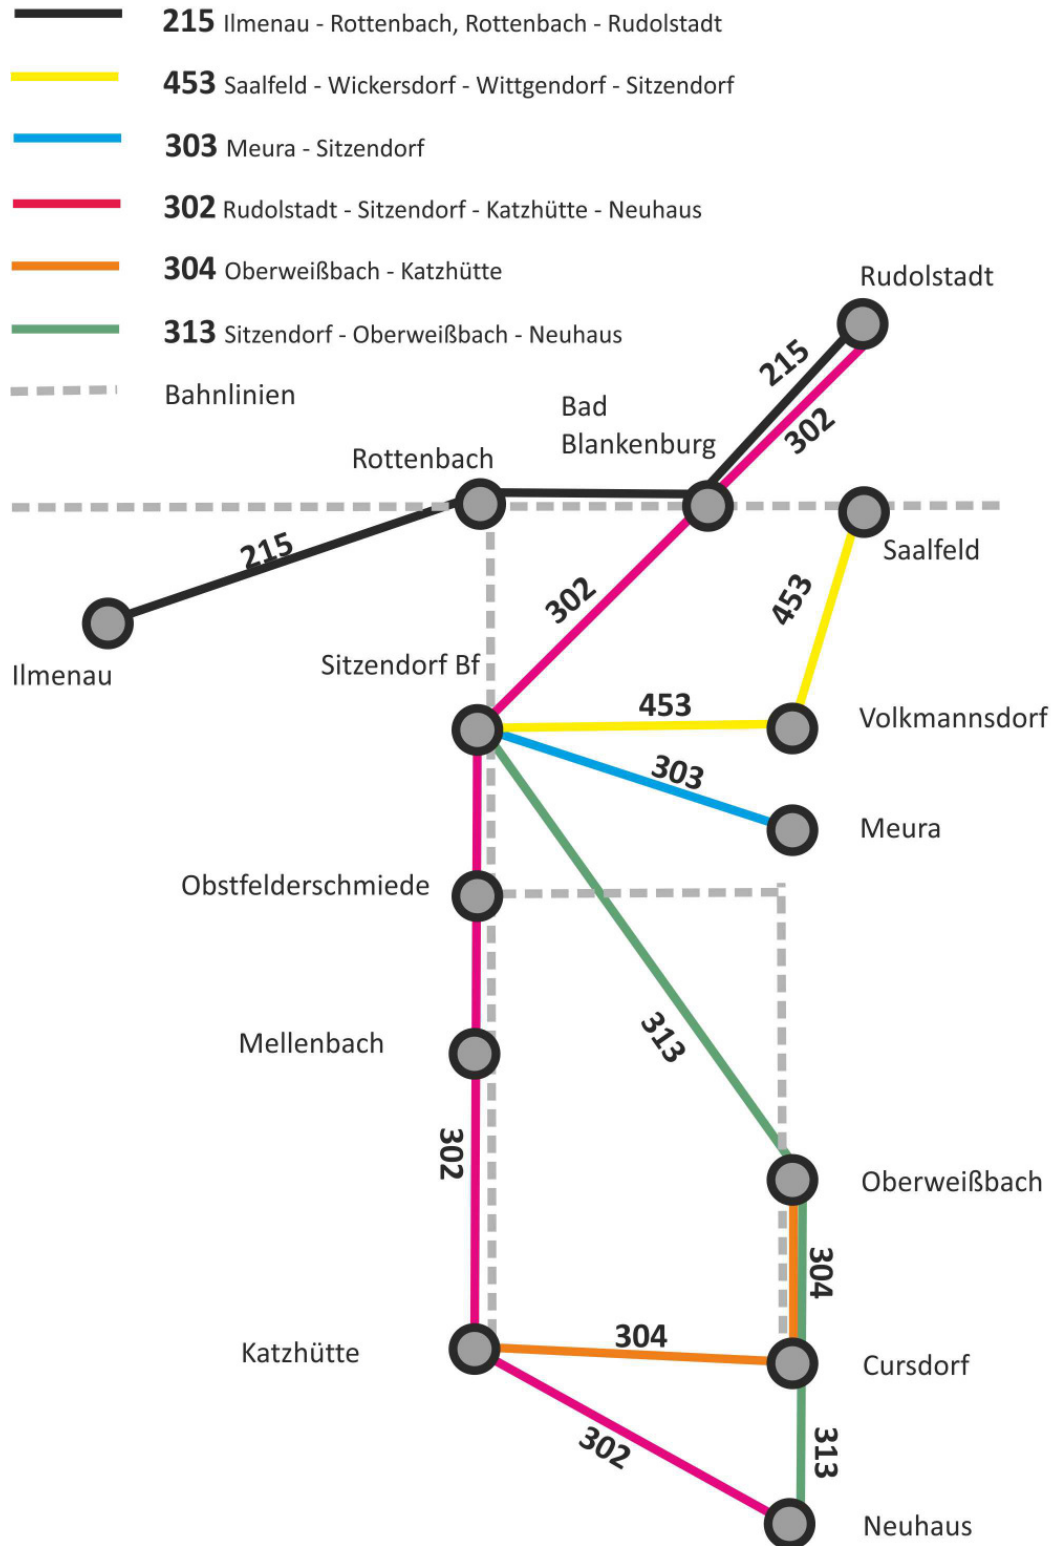 215 Ilmenau - Rottenbach, Rottenbach - Rudolstadt
453 Saalfeld - Wickersdorf - Wittgendorf - Sitzendorf
303 Meura - Sitzendorf
302 Rudolstadt - Sitzendorf - Katzhütte - Neuhaus
304 Oberweißbach - Katzhütte
313 Sitzendorf - Oberweißbach - Neuhaus
Bahnlinien
Rudolstadt
215
302
Bad
Blankenburg
Rottenbach
215
Saalfeld
453
302
Ilmenau
Sitzendorf Bf
453
Volkmannsdorf
303
Meura
Obstfelderschmiede
313
Mellenbach
302
Oberweißbach
304
304
Katzhütte
Cursdorf
302
313
Neuhaus